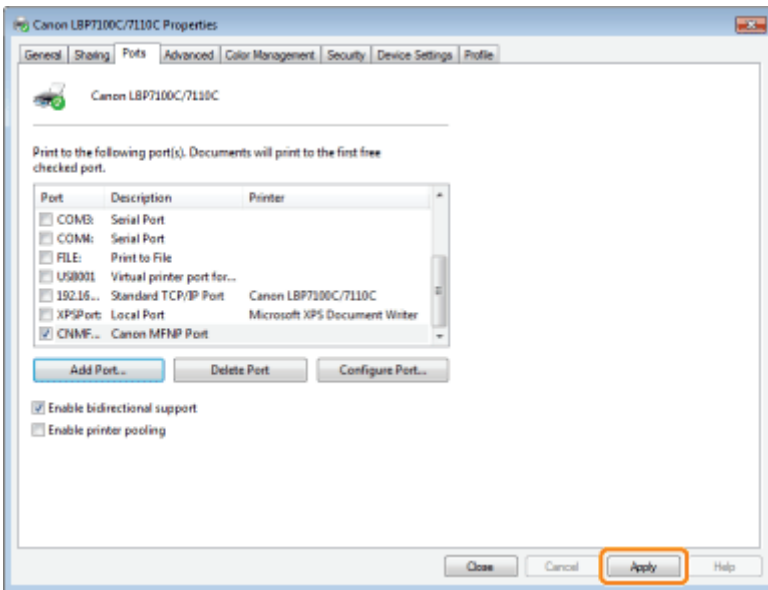 Canon LBP7100C/7110C Properties
General Sharing Ports Advanced Color Management Security Device Settings Profile
Canon LBP7100C/7110C
Print to the following port(s). Documents will print to the first free
checked port.
Port Description Printer
COM3: Serial Port
COM4: Serial Port
FILE: Print to File
USB001 Virtual printer port for...
192.16... Standard TCP/IP Port Canon LBP7100C/7110C
XPSPort: Local Port Microsoft XPS Document Writer
CNMF... Canon MFNP Port
Add Port... Delete Port Configure Port...
Enable bidirectional support
Enable printer pooling
Close Cancel Apply Help